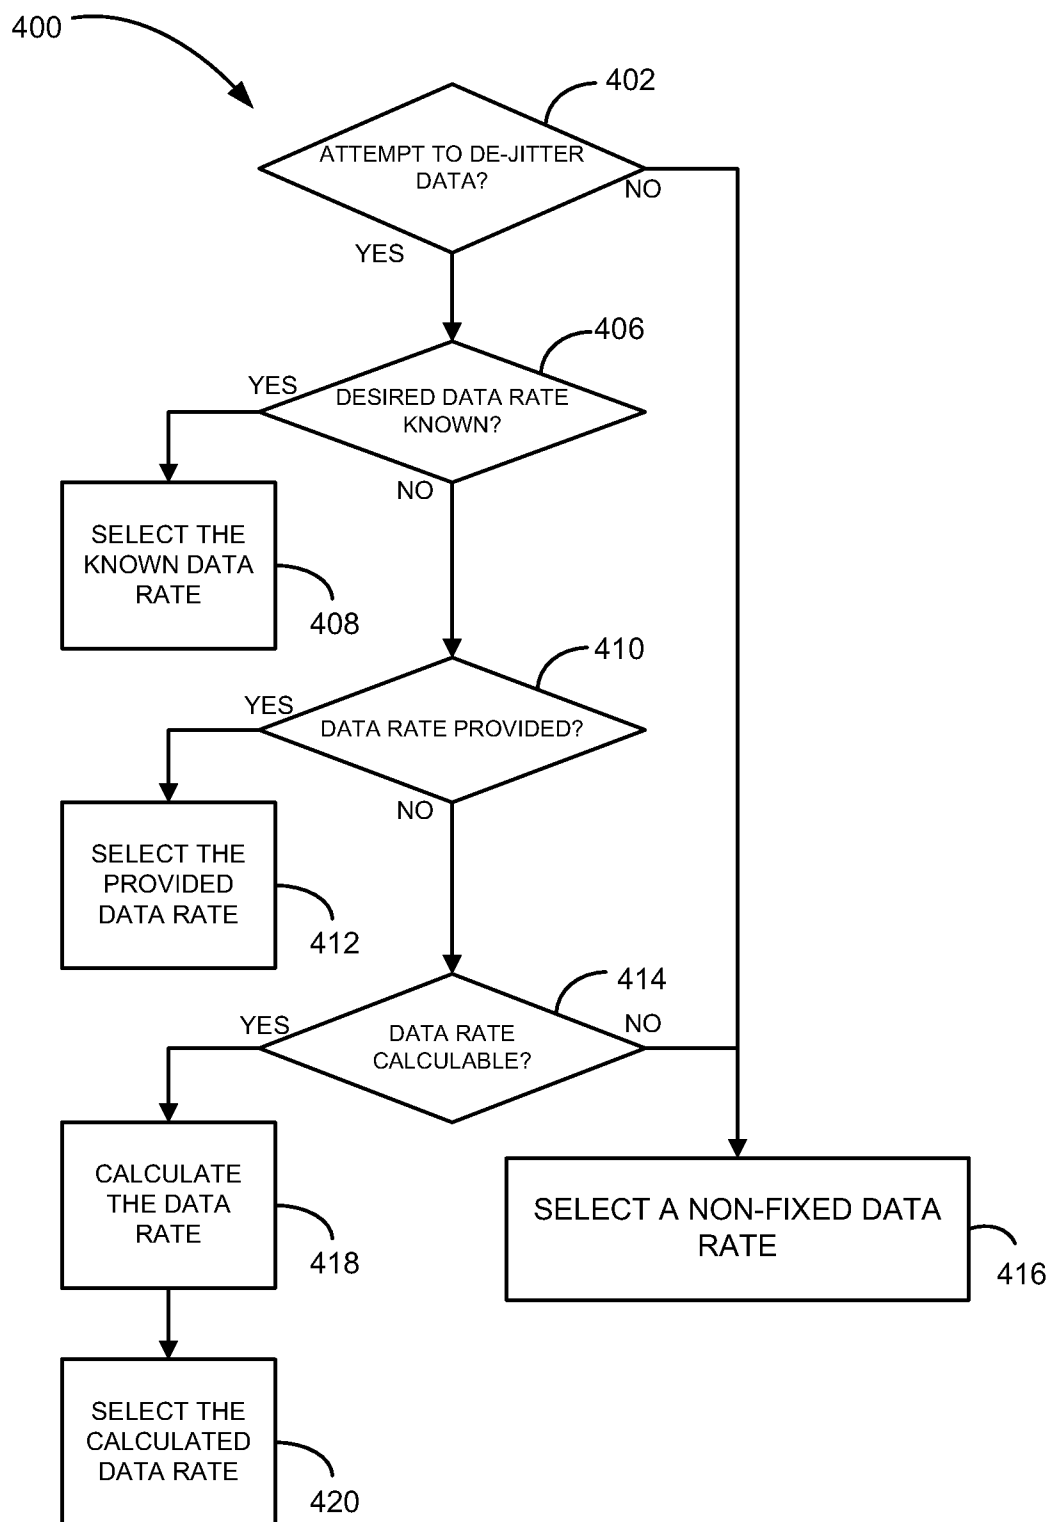 400
402
ATTEMPT TO DE-JITTER
DATA?
NO
YES
406
YES
DESIRED DATA RATE
KNOWN?
NO
SELECT THE
KNOWN DATA
RATE
408
410
YES
DATA RATE PROVIDED?
NO
SELECT THE
PROVIDED
DATA RATE
412
414
YES
NO
DATA RATE
CALCULABLE?
CALCULATE
THE DATA
RATE
418
SELECT A NON-FIXED DATA
RATE
416
SELECT THE
CALCULATED
DATA RATE
420